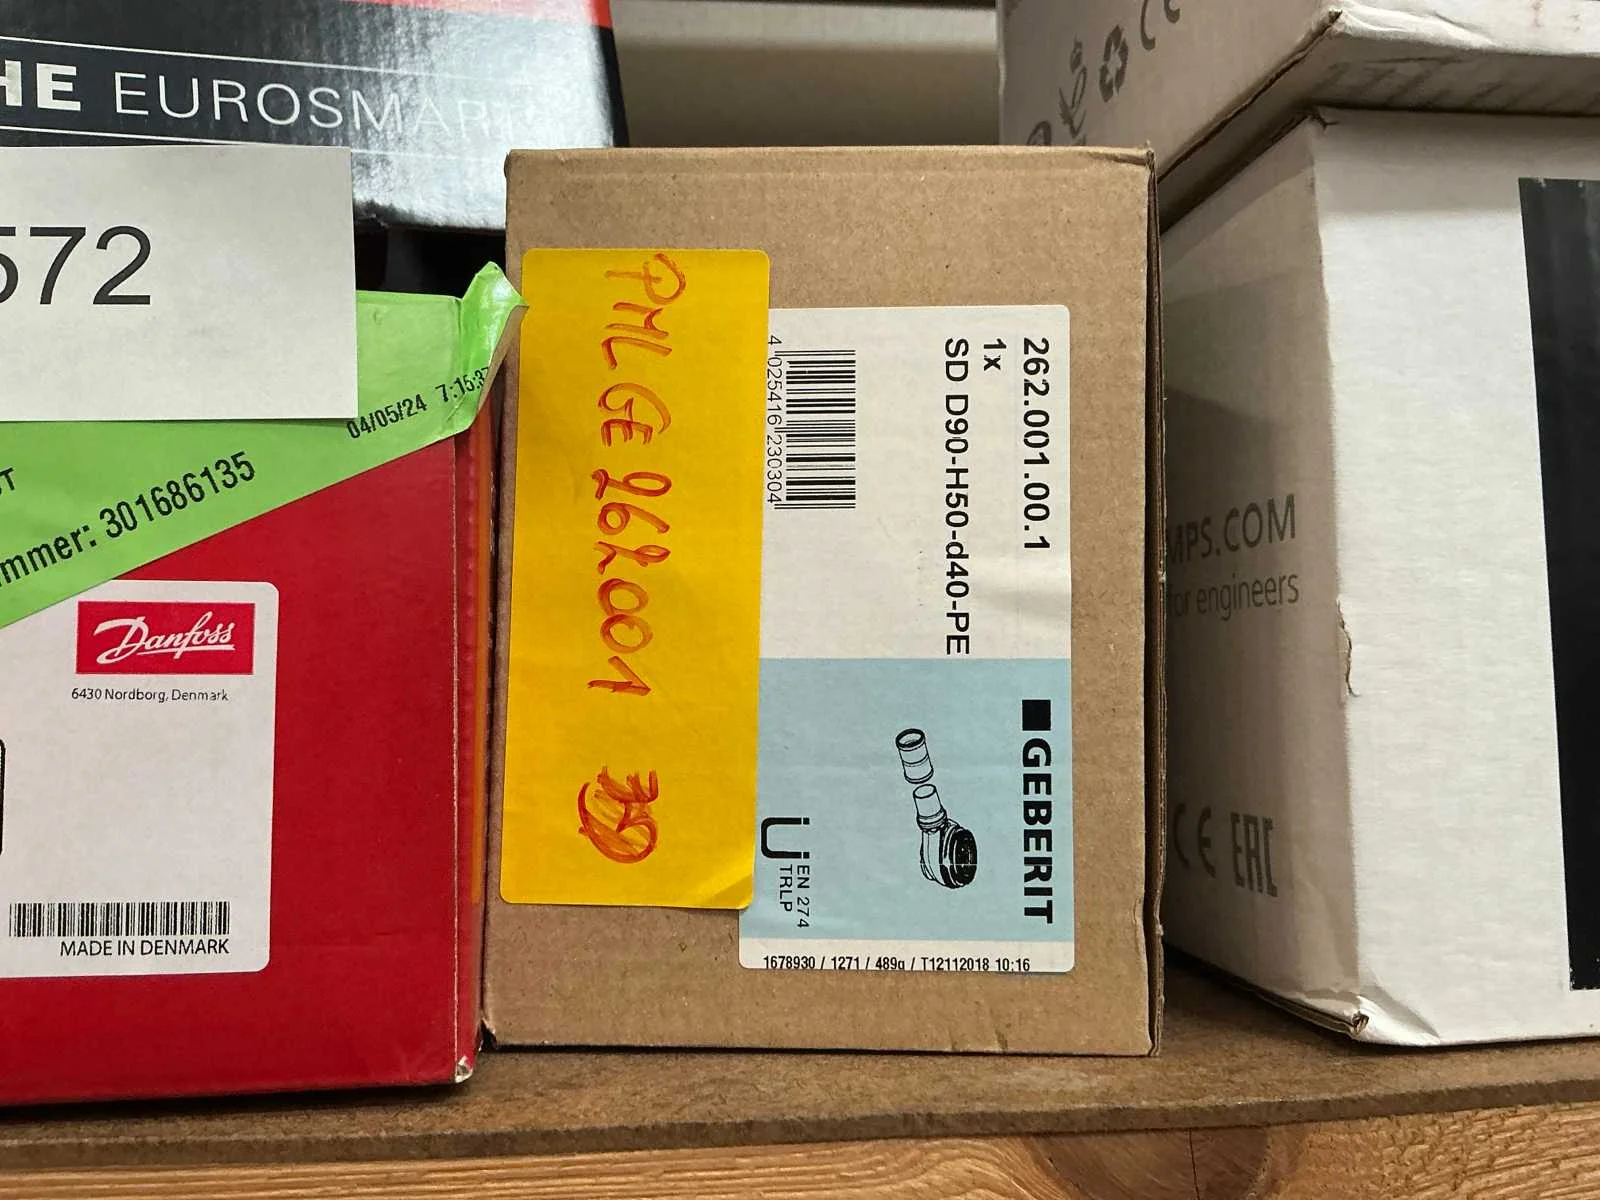 HE EUROSMART
572
04/05/24 7:15:37
mmer: 301686135
Danfoss
6430 Nordborg, Denmark
MADE IN DENMARK
PML GE 262001
262.001.00.1
1x
SD D90-H50-d40-PE
4 025416 230304
GEBERIT
EN 274
TRLP
1678930 / 1271 / 489g / T12112018 10:16
MPS.COM
for engineers
CE EAC